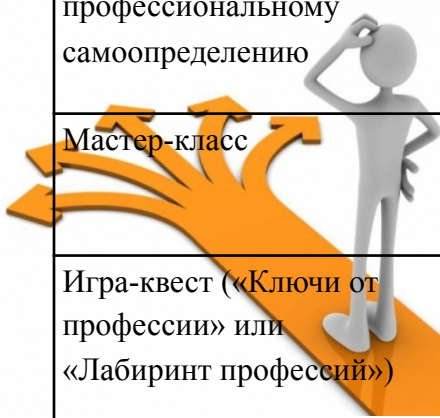 профессиональному
самоопределению
Мастер-класс
Игра-квест («Ключи от
профессии» или
«Лабиринт профессий»)